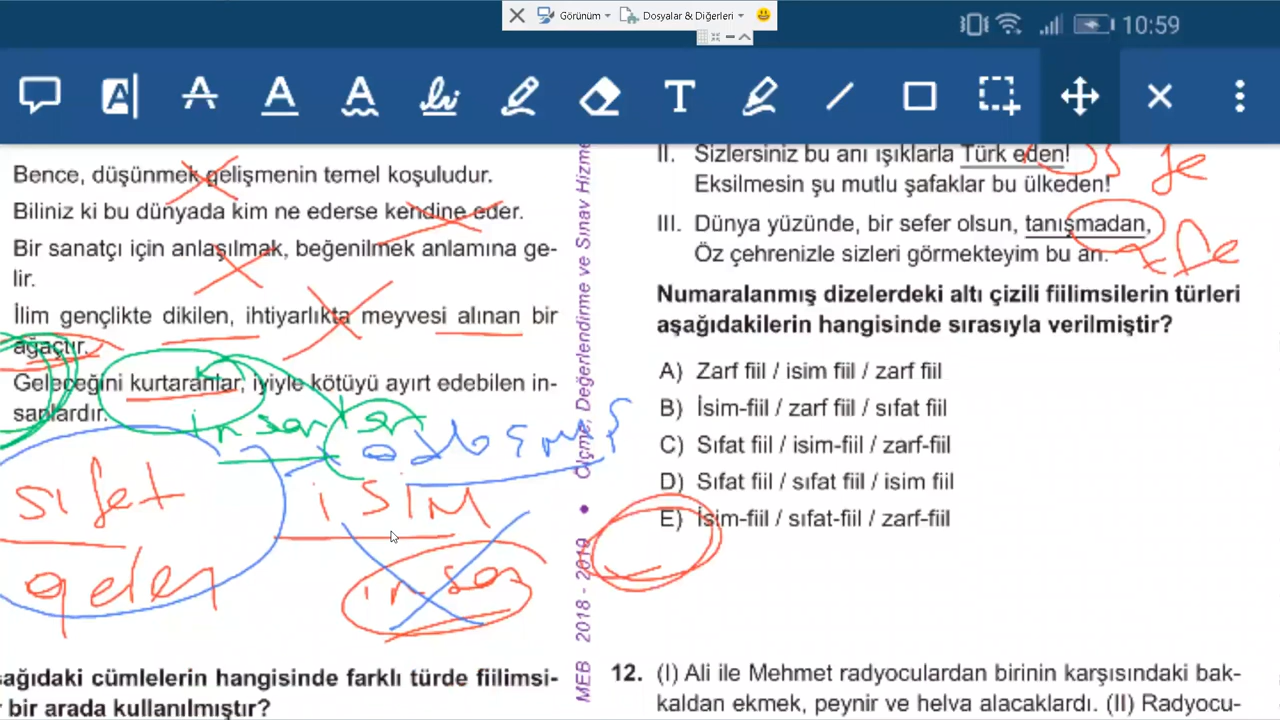 Görünüm
Dosyalar & Diğerleri
10:59
Bence, düşünmek gelişmenin temel koşuludur.
Biliniz ki bu dünyada kim ne ederse kendine eder.
Bir sanatçı için anlaşılmak, beğenilmek anlamına ge-
lir.
İlim gençlikte dikilen, ihtiyarlıkta meyvesi alınan bir
ağaçtır.
Geleceğini kurtaranlar, iyiyle kötüyü ayırt edebilen in-
sanlardır.
insanlar
sıfat isim
giden insan
şağıdaki cümlelerin hangisinde farklı türde fiilimsi-
r bir arada kullanılmıştır?
MEB 2018 - 2019 • Ölçme, Değerlendirme ve Sınav Hizme
II. Sizlersiniz bu anı ışıklarla Türk eden!
Eksilmesin şu mutlu şafaklar bu ülkeden!
III. Dünya yüzünde, bir sefer olsun, tanışmadan,
Öz çehrenizle sizleri görmekteyim bu an.
Numaralanmış dizelerdeki altı çizili fiilimsilerin türleri
aşağıdakilerin hangisinde sırasıyla verilmiştir?
A) Zarf fiil / isim fiil / zarf fiil
B) İsim-fiil / zarf fiil / sıfat fiil
C) Sıfat fiil / isim-fiil / zarf-fiil
D) Sıfat fiil / sıfat fiil / isim fiil
E) İsim-fiil / sıfat-fiil / zarf-fiil
12. (I) Ali ile Mehmet radyoculardan birinin karşısındaki bak-
kaldan ekmek, peynir ve helva alacaklardı. (II) Radyocu-